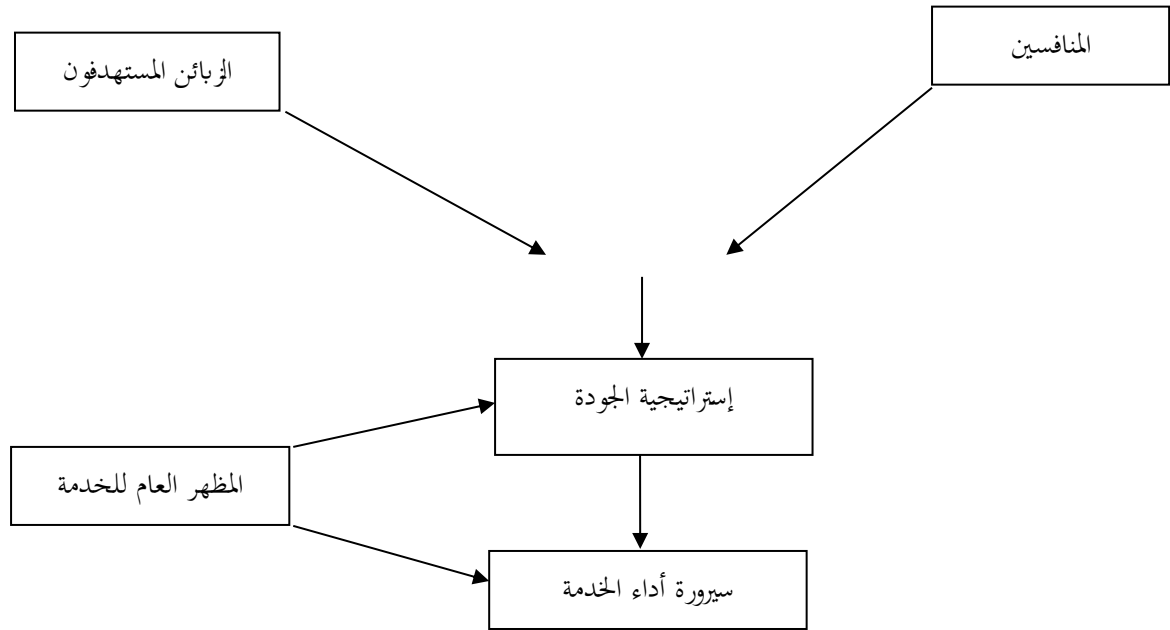 المنافسين
الزبائن المستهدفون
إستراتيجية الجودة
المظهر العام للخدمة
سيرورة أداء الخدمة